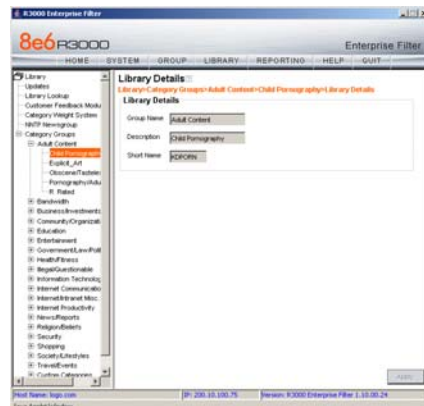 R3000 Enterprise Filter
8e6 R3000
Enterprise Filter
HOME SYSTEM GROUP LIBRARY REPORTING HELP QUIT
Library
Updates
Library Lookup
Customer Feedback Modu
Category Weight System
NNTP Newsgroup
Category Groups
Adult Content
Child Pornography
Explicit_Art
Obscene/Tasteles
Pornography/Adu
R Rated
Bandwidth
Business/Investments
Community/Organizati
Education
Entertainment
Government/Law/Polit
Health/Fitness
Illegal/Questionable
Information Technolog
Internet Communicatio
Internet/Intranet Misc.
Internet Productivity
News/Reports
Religion/Beliefs
Security
Shopping
Society/Lifestyles
Travel/Events
Custom Categories
Library Details
Library>Category Groups>Adult Content>Child Pornography>Library Details
Library Details
Group Name Adult Content
Description Child Pornography
Short Name KDPORN
Apply
Host Name: logo.com IP: 200.10.100.75 Version: R3000 Enterprise Filter 1.10.00.24